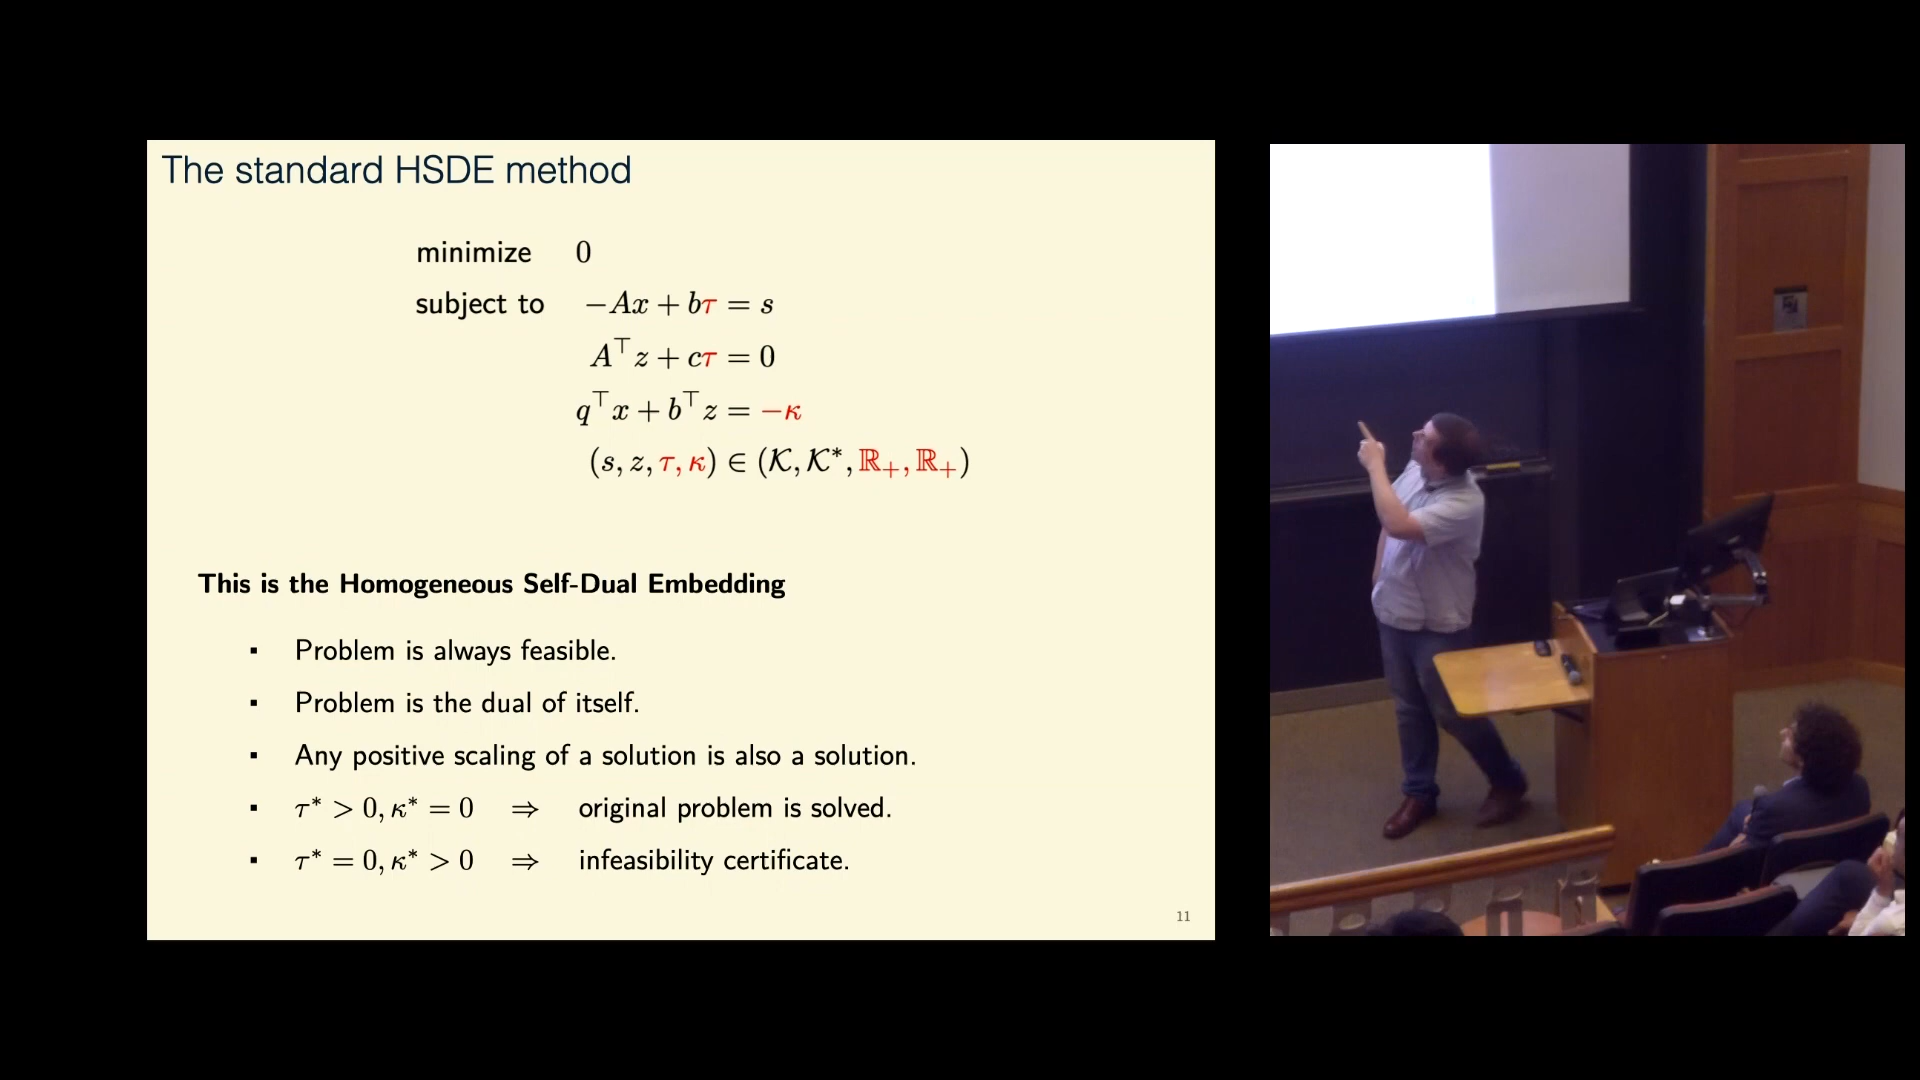 The standard HSDE method
minimize 0
subject to −Ax + bτ = s
A⊤z + cτ = 0
q⊤x + b⊤z = −κ
(s, z, τ, κ) ∈ (𝒦, 𝒦*, ℝ₊, ℝ₊)
This is the Homogeneous Self-Dual Embedding
▪ Problem is always feasible.
▪ Problem is the dual of itself.
▪ Any positive scaling of a solution is also a solution.
▪ τ* > 0, κ* = 0 ⇒ original problem is solved.
▪ τ* = 0, κ* > 0 ⇒ infeasibility certificate.
11